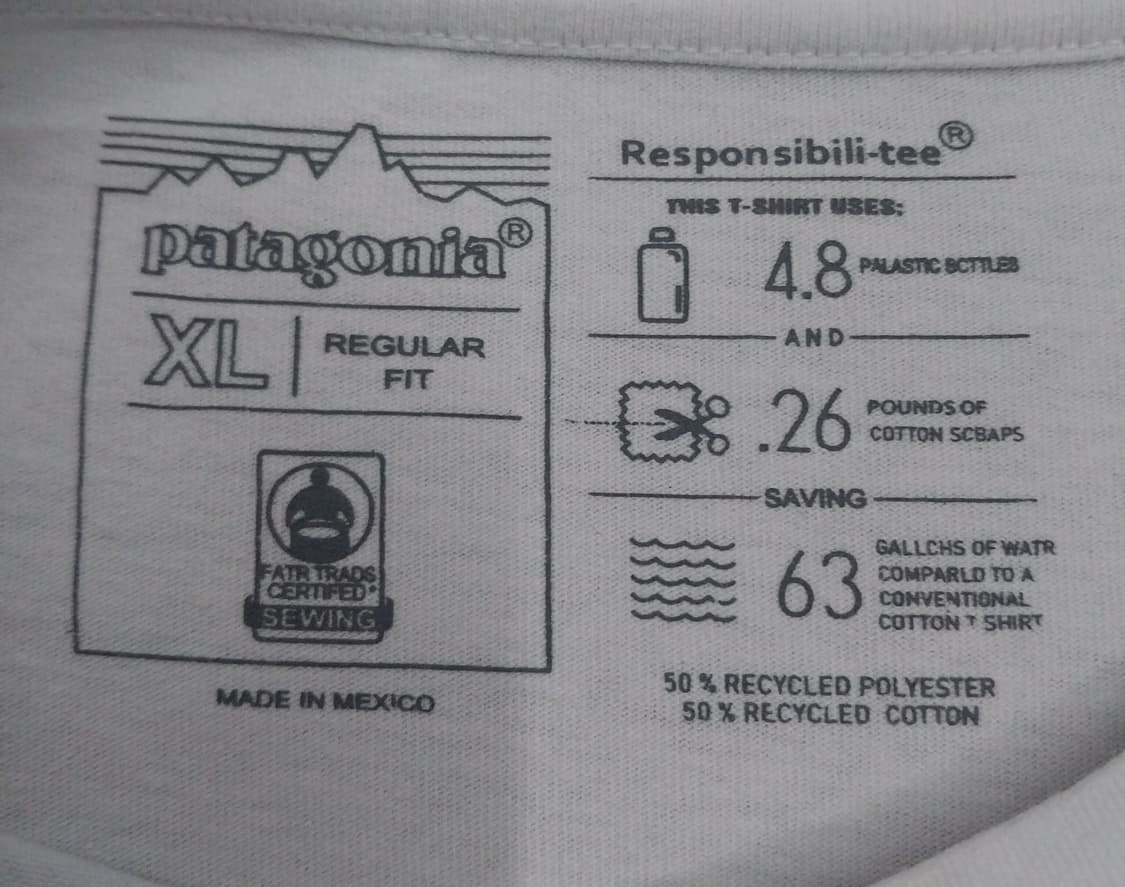 patagonia®
XL
REGULAR
FIT
FATR TRADS
CERTIFED
SEWING
MADE IN MEXICO
Responsibili-tee®
THIS T-SHIRT USES:
4.8 PALASTIC BCTTLES
AND
.26 POUNDS OF
COTTON SCBAPS
SAVING
63 GALLCHS OF WATR
COMPARLD TO A
CONVENTIONAL
COTTON T SHIRT
50 % RECYCLED POLYESTER
50 % RECYCLED COTTON